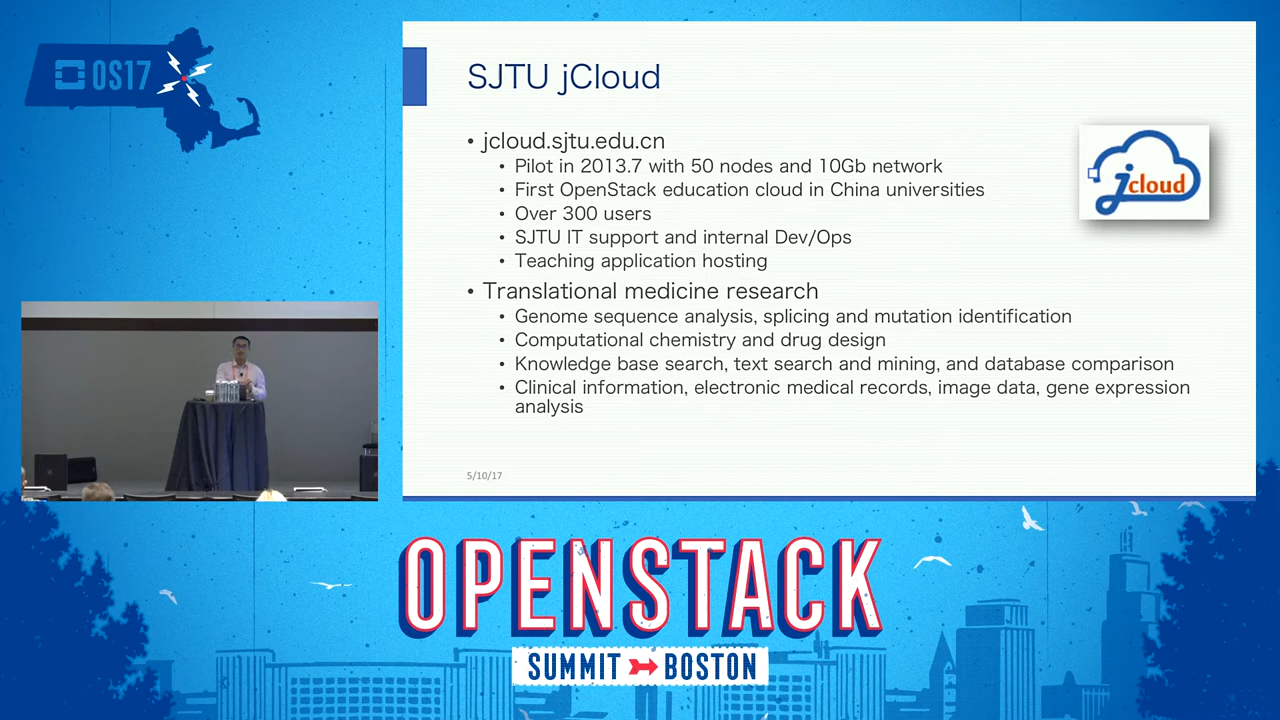 OS17
SJTU jCloud
• jcloud.sjtu.edu.cn
• Pilot in 2013.7 with 50 nodes and 10Gb network
• First OpenStack education cloud in China universities
• Over 300 users
• SJTU IT support and internal Dev/Ops
• Teaching application hosting
• Translational medicine research
• Genome sequence analysis, splicing and mutation identification
• Computational chemistry and drug design
• Knowledge base search, text search and mining, and database comparison
• Clinical information, electronic medical records, image data, gene expression
analysis
jcloud
5/10/17
OPENSTACK
SUMMIT BOSTON